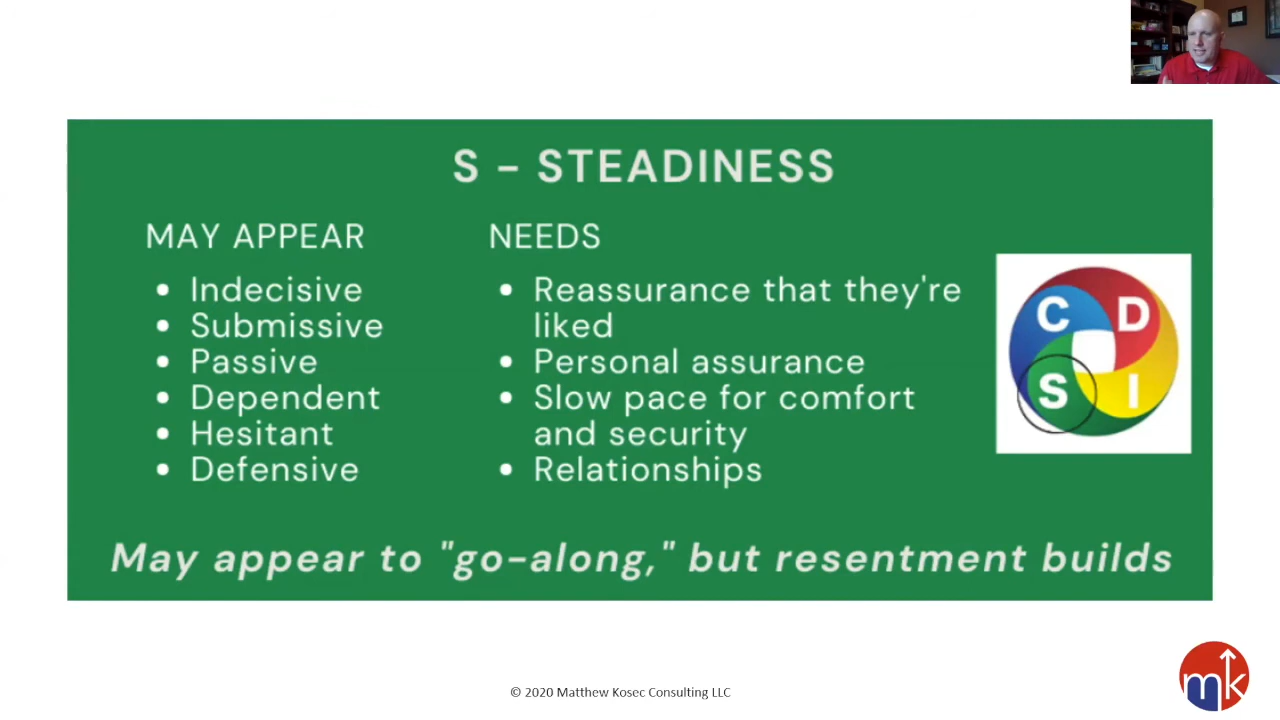 S - STEADINESS
MAY APPEAR
• Indecisive
• Submissive
• Passive
• Dependent
• Hesitant
• Defensive
NEEDS
• Reassurance that they're
liked
• Personal assurance
• Slow pace for comfort
and security
• Relationships
C D
S I
May appear to "go-along," but resentment builds
© 2020 Matthew Kosec Consulting LLC
mk